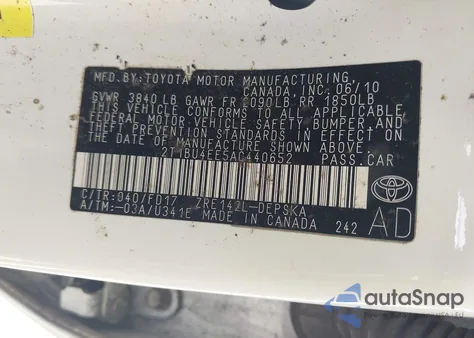 MFD.BY:TOYOTA MOTOR MANUFACTURING,
CANADA, INC. 06/10
GVWR 3840 LB GAWR FR 2090LB RR 1850LB
THIS VEHICLE CONFORMS TO ALL APPLICABLE
FEDERAL MOTOR VEHICLE SAFETY, BUMPER AND
THEFT PREVENTION STANDARDS IN EFFECT ON
THE DATE OF MANUFACTURE SHOWN ABOVE.
2T1BU4EE5AC440652 PASS.CAR
C/TR:040/FD17 ZRE142L-DEPSKA
A/TM:-03A/U341E MADE IN CANADA 242
AD
autoSnap